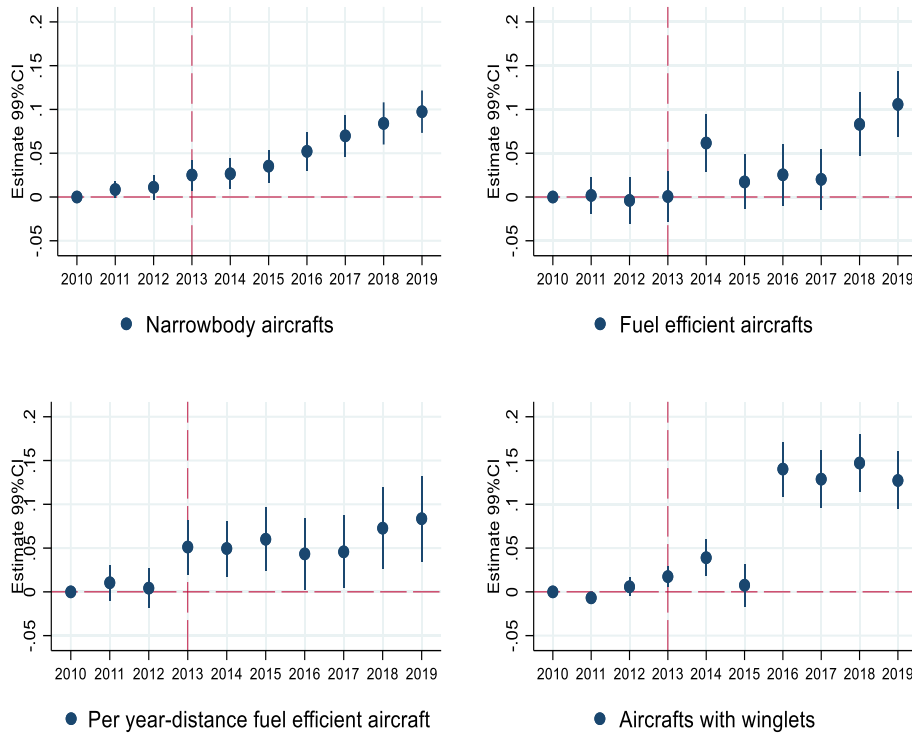 Estimate 99%CI
.2
.15
.1
.05
0
-.05
2010 2011 2012 2013 2014 2015 2016 2017 2018 2019
Narrowbody aircrafts
Estimate 99%CI
.2
.15
.1
.05
0
-.05
2010 2011 2012 2013 2014 2015 2016 2017 2018 2019
Fuel efficient aircrafts
Estimate 99%CI
.2
.15
.1
.05
0
-.05
2010 2011 2012 2013 2014 2015 2016 2017 2018 2019
Per year-distance fuel efficient aircraft
Estimate 99%CI
.2
.15
.1
.05
0
-.05
2010 2011 2012 2013 2014 2015 2016 2017 2018 2019
Aircrafts with winglets